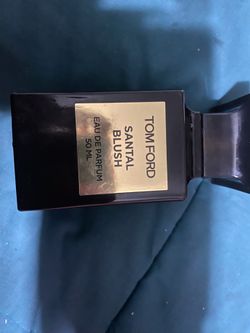 TOM FORD
SANTAL
BLUSH
EAU DE PARFUM
50 ML